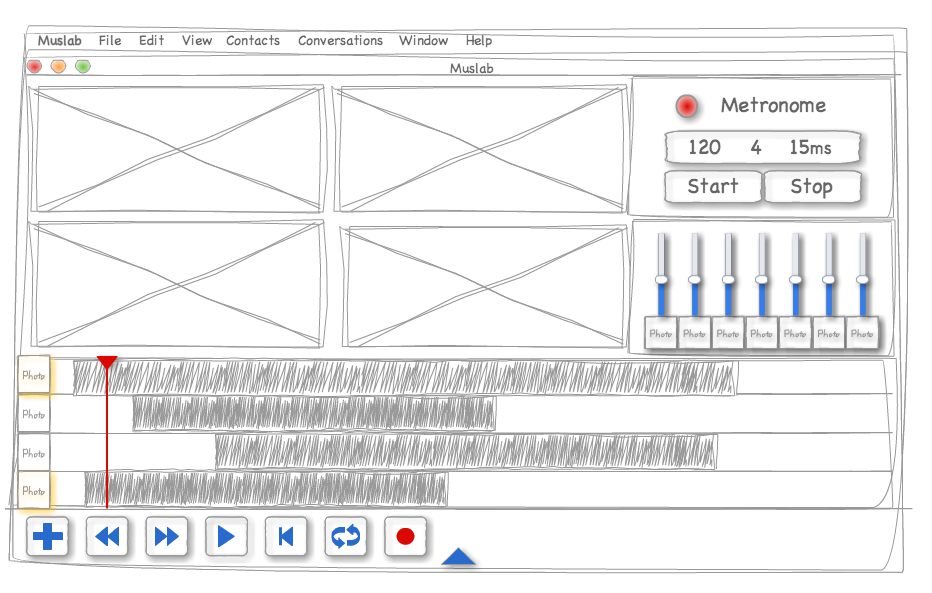 Muslab File Edit View Contacts Conversations Window Help
Muslab
Metronome
120 4 15ms
Start Stop
Photo Photo Photo Photo Photo Photo Photo
Photo
Photo
Photo
Photo